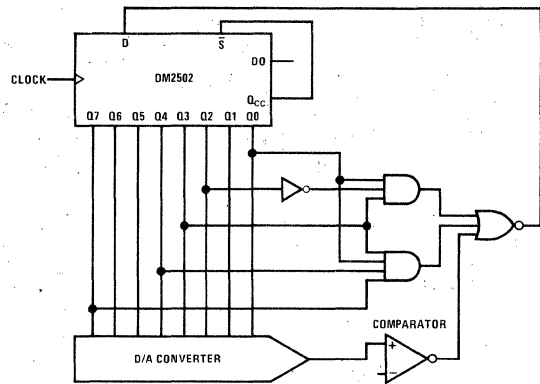 D S̅
DO
CLOCK DM2502
QCC
Q7 Q6 Q5 Q4 Q3 Q2 Q1 Q0
COMPARATOR
D/A CONVERTER
+
−